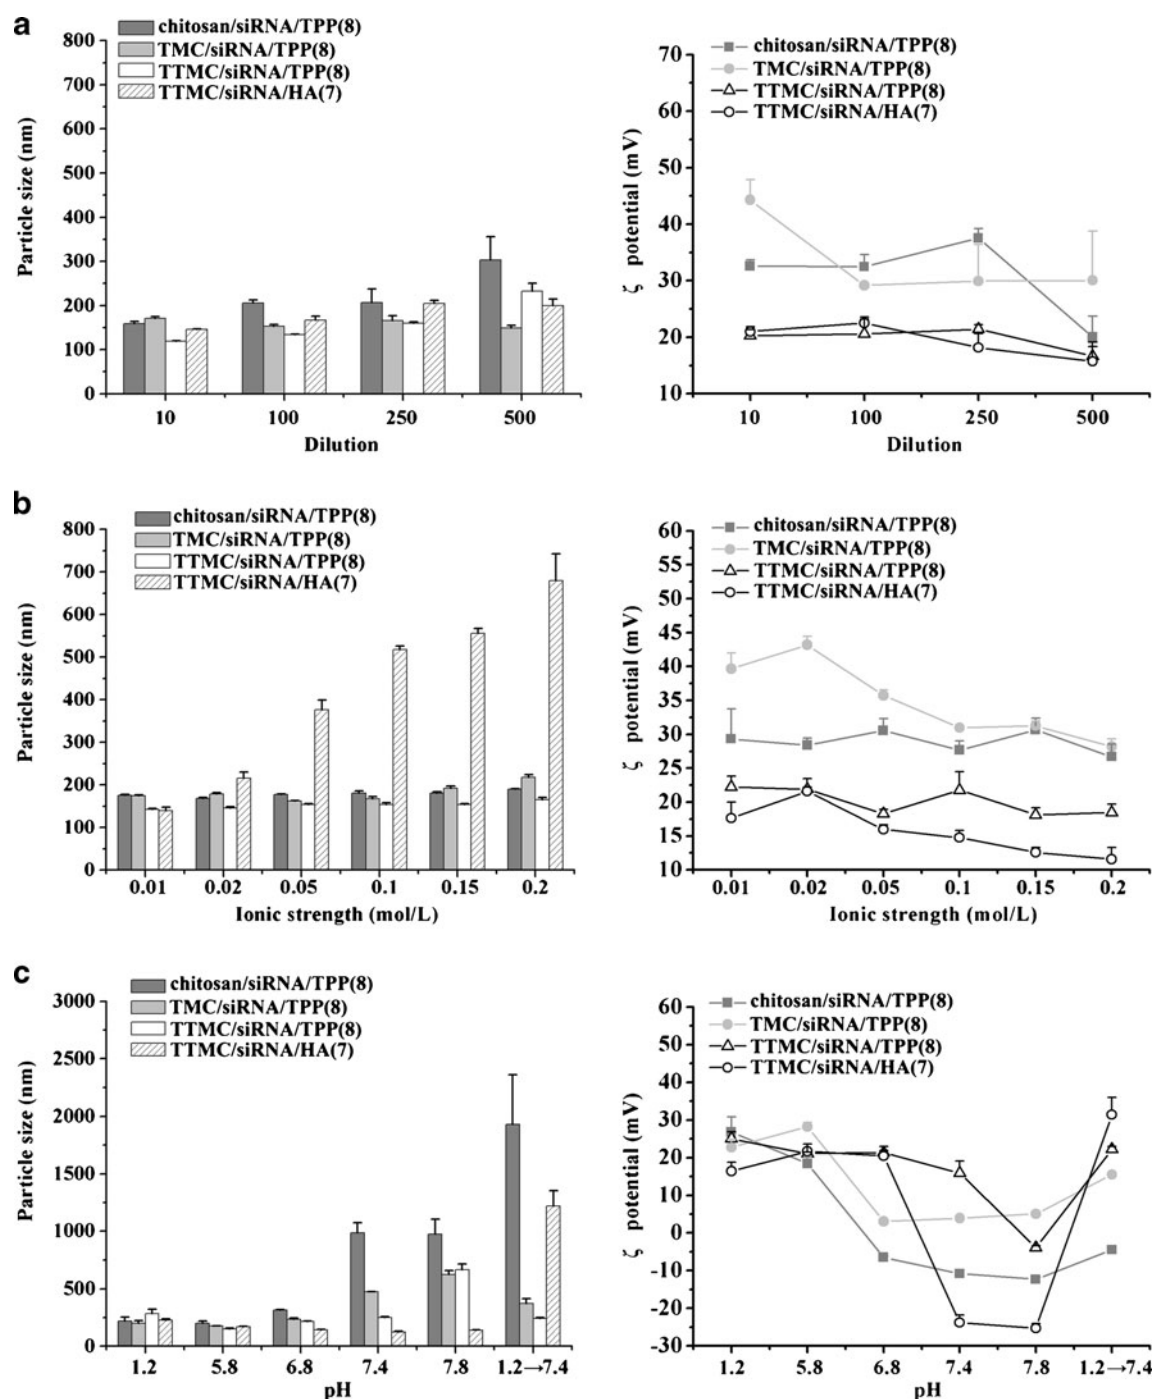 a
chitosan/siRNA/TPP(8)
TMC/siRNA/TPP(8)
TTMC/siRNA/TPP(8)
TTMC/siRNA/HA(7)
Particle size (nm)
800
700
600
500
400
300
200
100
0
10 100 250 500
Dilution
chitosan/siRNA/TPP(8)
TMC/siRNA/TPP(8)
TTMC/siRNA/TPP(8)
TTMC/siRNA/HA(7)
ζ potential (mV)
70
60
50
40
30
20
10
10 100 250 500
Dilution
b
chitosan/siRNA/TPP(8)
TMC/siRNA/TPP(8)
TTMC/siRNA/TPP(8)
TTMC/siRNA/HA(7)
Particle size (nm)
800
700
600
500
400
300
200
100
0
0.01 0.02 0.05 0.1 0.15 0.2
Ionic strength (mol/L)
chitosan/siRNA/TPP(8)
TMC/siRNA/TPP(8)
TTMC/siRNA/TPP(8)
TTMC/siRNA/HA(7)
ζ potential (mV)
60
55
50
45
40
35
30
25
20
15
10
0.01 0.02 0.05 0.1 0.15 0.2
Ionic strength (mol/L)
c
chitosan/siRNA/TPP(8)
TMC/siRNA/TPP(8)
TTMC/siRNA/TPP(8)
TTMC/siRNA/HA(7)
Particle size (nm)
3000
2500
2000
1500
1000
500
0
1.2 5.8 6.8 7.4 7.8 1.2→7.4
pH
chitosan/siRNA/TPP(8)
TMC/siRNA/TPP(8)
TTMC/siRNA/TPP(8)
TTMC/siRNA/HA(7)
ζ potential (mV)
60
50
40
30
20
10
0
-10
-20
-30
1.2 5.8 6.8 7.4 7.8 1.2→7.4
pH